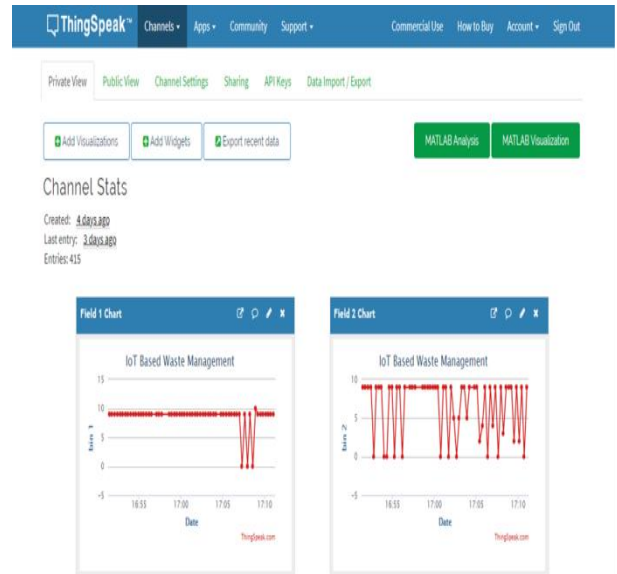 ThingSpeak™ Channels Apps Community Support Commercial Use How to Buy Account Sign Out
Private View Public View Channel Settings Sharing API Keys Data Import / Export
Add Visualizations Add Widgets Export recent data MATLAB Analysis MATLAB Visualization
Channel Stats
Created: 4 days ago
Last entry: 3 days ago
Entries: 415
Field 1 Chart
IoT Based Waste Management
15
10
5
0
-5
bin 1
16:55 17:00 17:05 17:10
Date
ThingSpeak.com
Field 2 Chart
IoT Based Waste Management
10
5
0
-5
bin 2
16:55 17:00 17:05 17:10
Date
ThingSpeak.com